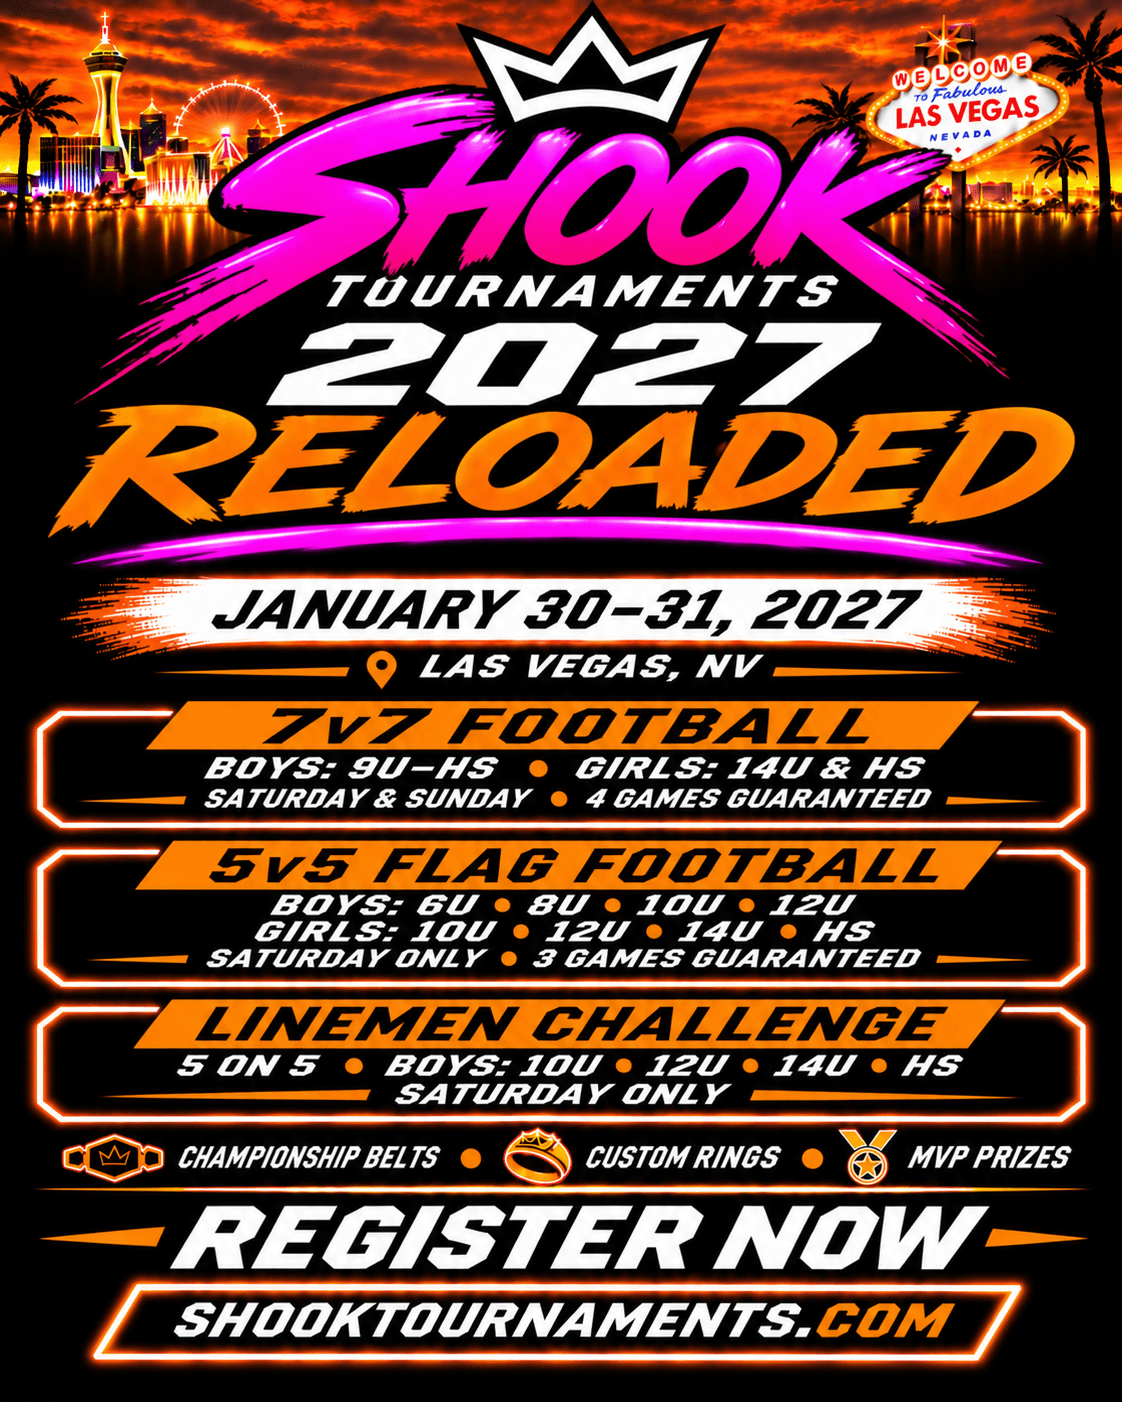 WELCOME
TO Fabulous
LAS VEGAS
NEVADA
SHOOK
TOURNAMENTS
2027
RELOADED
JANUARY 30–31, 2027
LAS VEGAS, NV
7v7 FOOTBALL
BOYS: 9U–HS • GIRLS: 14U & HS
SATURDAY & SUNDAY • 4 GAMES GUARANTEED
5v5 FLAG FOOTBALL
BOYS: 6U • 8U • 10U • 12U
GIRLS: 10U • 12U • 14U • HS
SATURDAY ONLY • 3 GAMES GUARANTEED
LINEMEN CHALLENGE
5 ON 5 • BOYS: 10U • 12U • 14U • HS
SATURDAY ONLY
CHAMPIONSHIP BELTS • CUSTOM RINGS • MVP PRIZES
REGISTER NOW
SHOOKTOURNAMENTS.COM